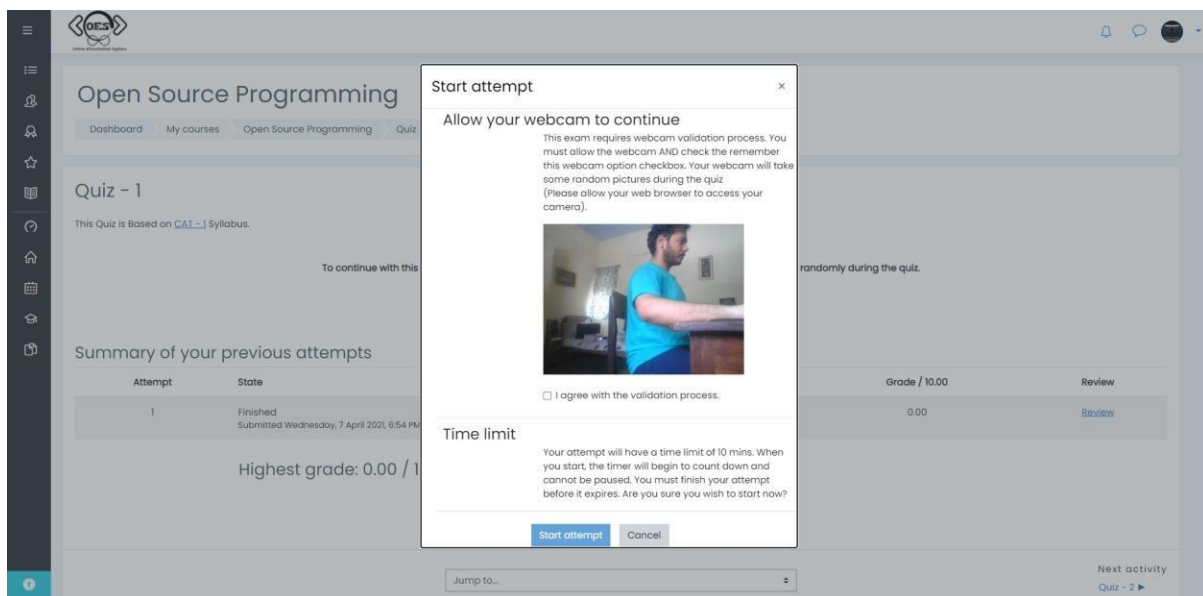 OES
Open Source Programming
Dashboard My courses Open Source Programming Quiz
Quiz - 1
This Quiz is Based on CAT - 1 Syllabus.
To continue with this
randomly during the quiz.
Summary of your previous attempts
Attempt State Grade / 10.00 Review
1 Finished 0.00 Review
Submitted Wednesday, 7 April 2021, 6:54 PM
Highest grade: 0.00 / 1
Start attempt ×
Allow your webcam to continue
This exam requires webcam validation process. You
must allow the webcam AND check the remember
this webcam option checkbox. Your webcam will take
some random pictures during the quiz
(Please allow your web browser to access your
camera).
I agree with the validation process.
Time limit
Your attempt will have a time limit of 10 mins. When
you start, the timer will begin to count down and
cannot be paused. You must finish your attempt
before it expires. Are you sure you wish to start now?
Start attempt Cancel
Jump to...
Next activity
Quiz - 2 ►